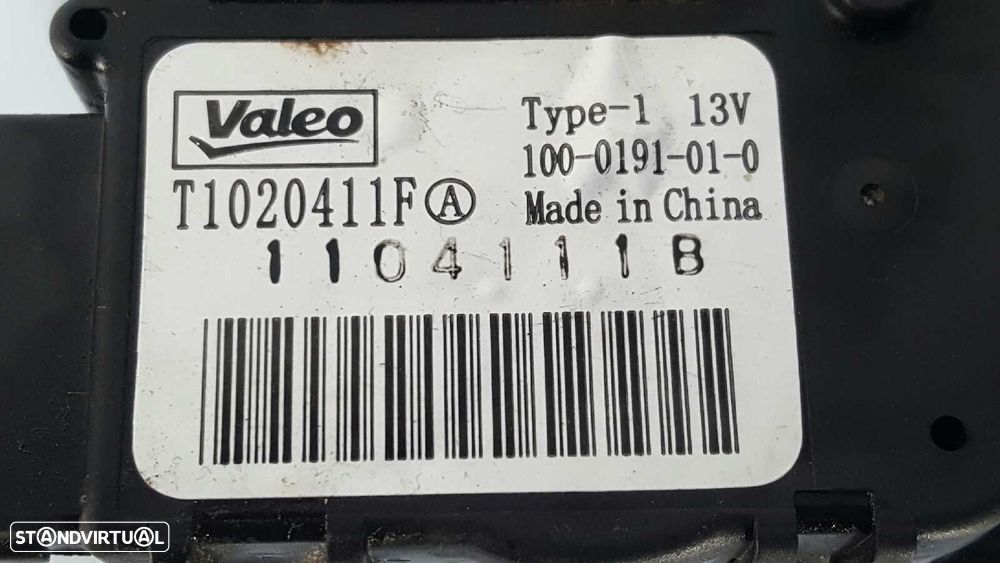 Valeo
Type-1 13V
100-0191-01-0
T1020411F Ⓐ
Made in China
1104111B
STANDVIRTUAL